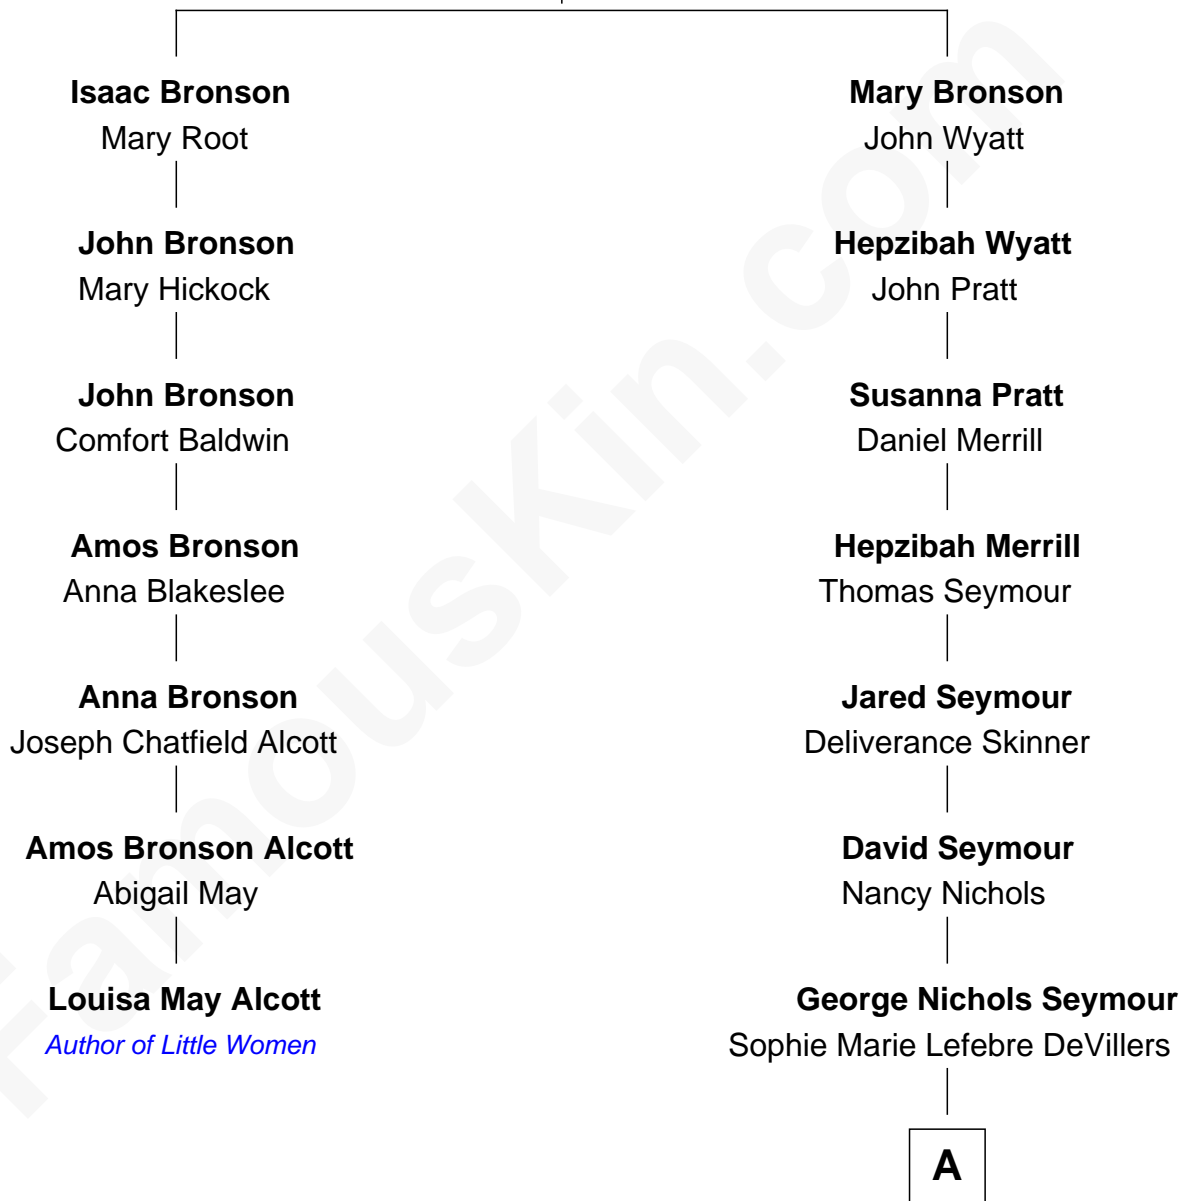 Isaac Bronson
Mary Root
Mary Bronson
John Wyatt
John Bronson
Mary Hickock
Hepzibah Wyatt
John Pratt
John Bronson
Comfort Baldwin
Susanna Pratt
Daniel Merrill
Amos Bronson
Anna Blakeslee
Hepzibah Merrill
Thomas Seymour
Anna Bronson
Joseph Chatfield Alcott
Jared Seymour
Deliverance Skinner
Amos Bronson Alcott
Abigail May
David Seymour
Nancy Nichols
Louisa May Alcott
Author of Little Women
George Nichols Seymour
Sophie Marie Lefebre DeVillers
A
FamousKin.com